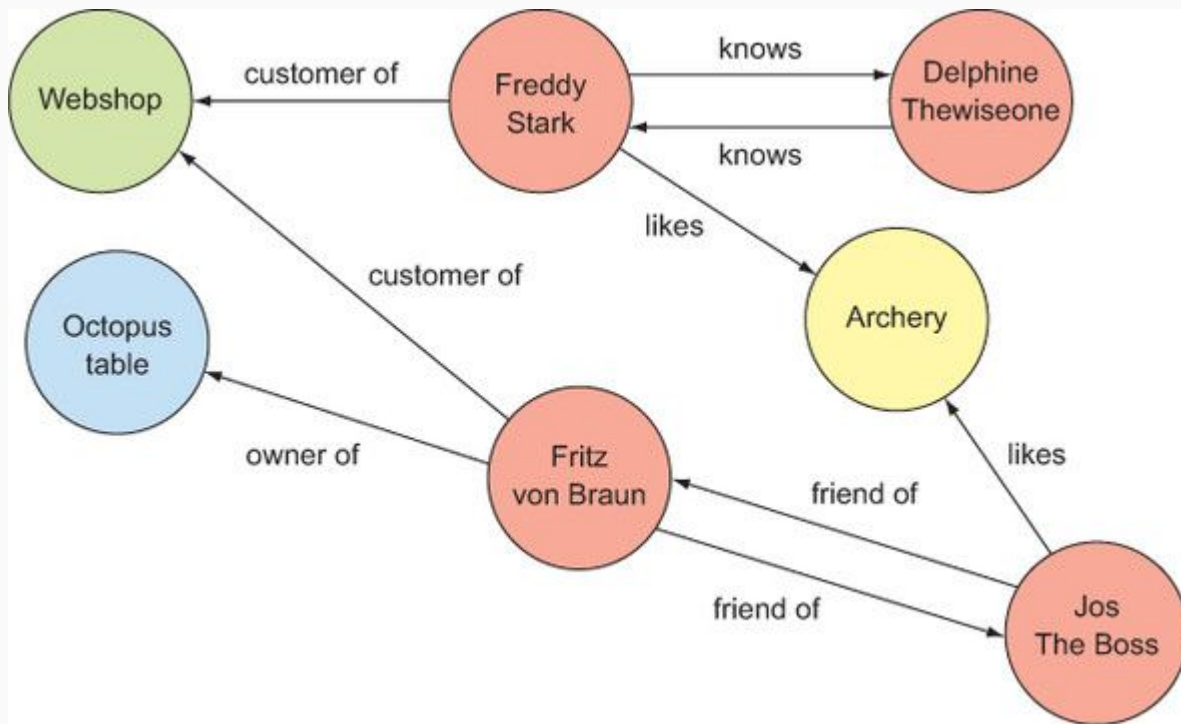 knows
customer of
Freddy
Stark
Delphine
Thewiseone
Webshop
knows
likes
customer of
Archery
Octopus
table
owner of
Fritz
von Braun
likes
friend of
friend of
Jos
The Boss